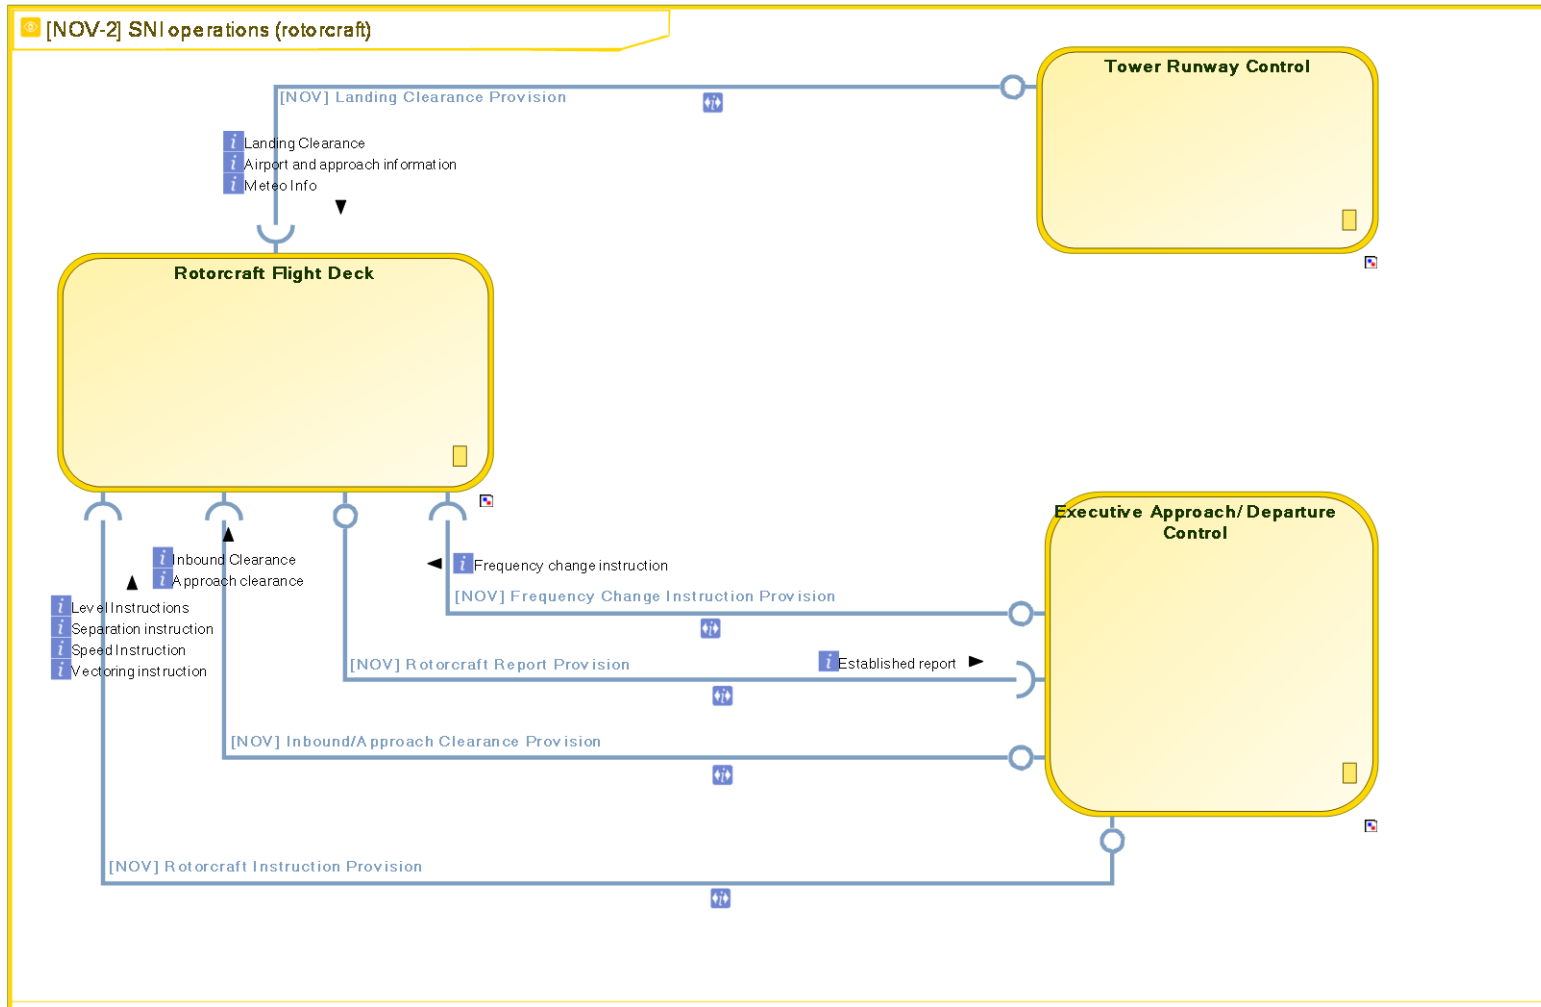 [NOV-2] SNI operations (rotorcraft)
Tower Runway Control
[NOV] Landing Clearance Provision
Landing Clearance
Airport and approach information
Meteo Info
Rotorcraft Flight Deck
Executive Approach/Departure
Control
Inbound Clearance
Approach clearance
Frequency change instruction
[NOV] Frequency Change Instruction Provision
Level Instructions
Separation instruction
Speed Instruction
Vectoring instruction
[NOV] Rotorcraft Report Provision
Established report
[NOV] Inbound/Approach Clearance Provision
[NOV] Rotorcraft Instruction Provision